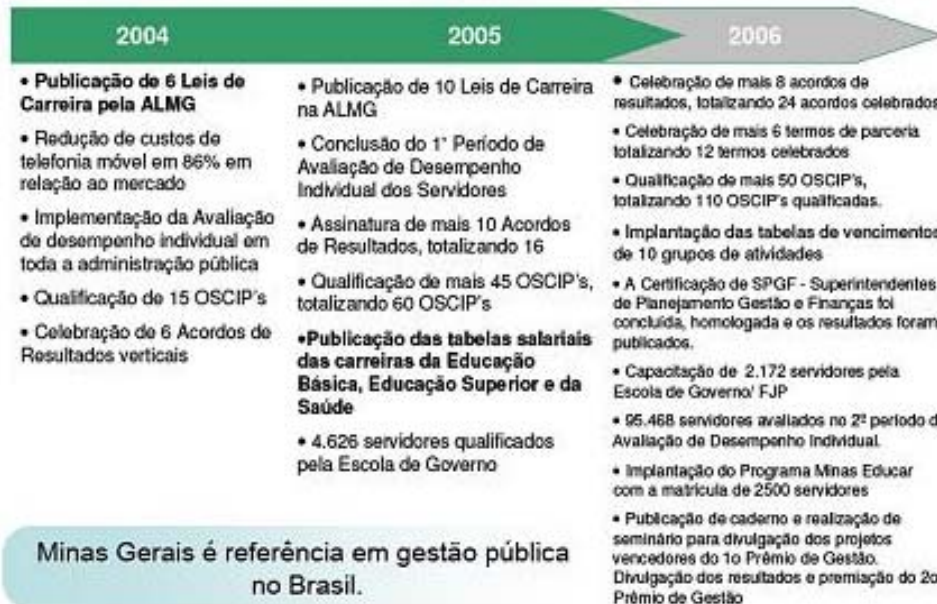 2004
2005
2006
• Publicação de 6 Leis de
Carreira pela ALMG
• Redução de custos de
telefonia móvel em 86% em
relação ao mercado
• Implementação da Avaliação
de desempenho individual em
toda a administração pública
• Qualificação de 15 OSCIP's
• Celebração de 6 Acordos de
Resultados verticais
• Publicação de 10 Leis de Carreira
na ALMG
• Conclusão do 1° Período de
Avaliação de Desempenho
Individual dos Servidores
• Assinatura de mais 10 Acordos
de Resultados, totalizando 16
• Qualificação de mais 45 OSCIP's,
totalizando 60 OSCIP's
•Publicação das tabelas salariais
das carreiras da Educação
Básica, Educação Superior e da
Saúde
• 4.626 servidores qualificados
pela Escola de Governo
• Celebração de mais 8 acordos de
resultados, totalizando 24 acordos celebrados
• Celebração de mais 6 termos de parceria
totalizando 12 termos celebrados
• Qualificação de mais 50 OSCIP's,
totalizando 110 OSCIP's qualificadas.
• Implantação das tabelas de vencimentos
de 10 grupos de atividades
• A Certificação de SPGF - Superintendentes
de Planejamento Gestão e Finanças foi
concluída, homologada e os resultados foram
publicados.
• Capacitação de 2.172 servidores pela
Escola de Governo/ FJP
• 95.468 servidores avaliados no 2º período d
Avaliação de Desempenho Individual.
• Implantação do Programa Minas Educar
com a matrícula de 2500 servidores
• Publicação de caderno e realização de
seminário para divulgação dos projetos
vencedores do 1o Prêmio de Gestão.
Divulgação dos resultados e premiação do 2o
Prêmio de Gestão
Minas Gerais é referência em gestão pública
no Brasil.